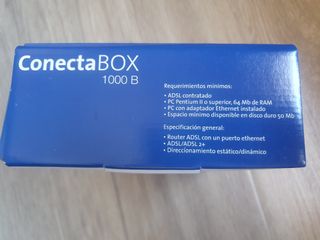 ConectaBOX
1000 B
Requerimientos mínimos:
• ADSL contratado
• PC Pentium II o superior, 64 Mb de RAM
• PC con adaptador Ethernet instalado
• Espacio mínimo disponible en disco duro 50 Mb
Especificación general:
• Router ADSL con un puerto ethernet
• ADSL/ADSL 2+
• Direccionamiento estático/dinámico